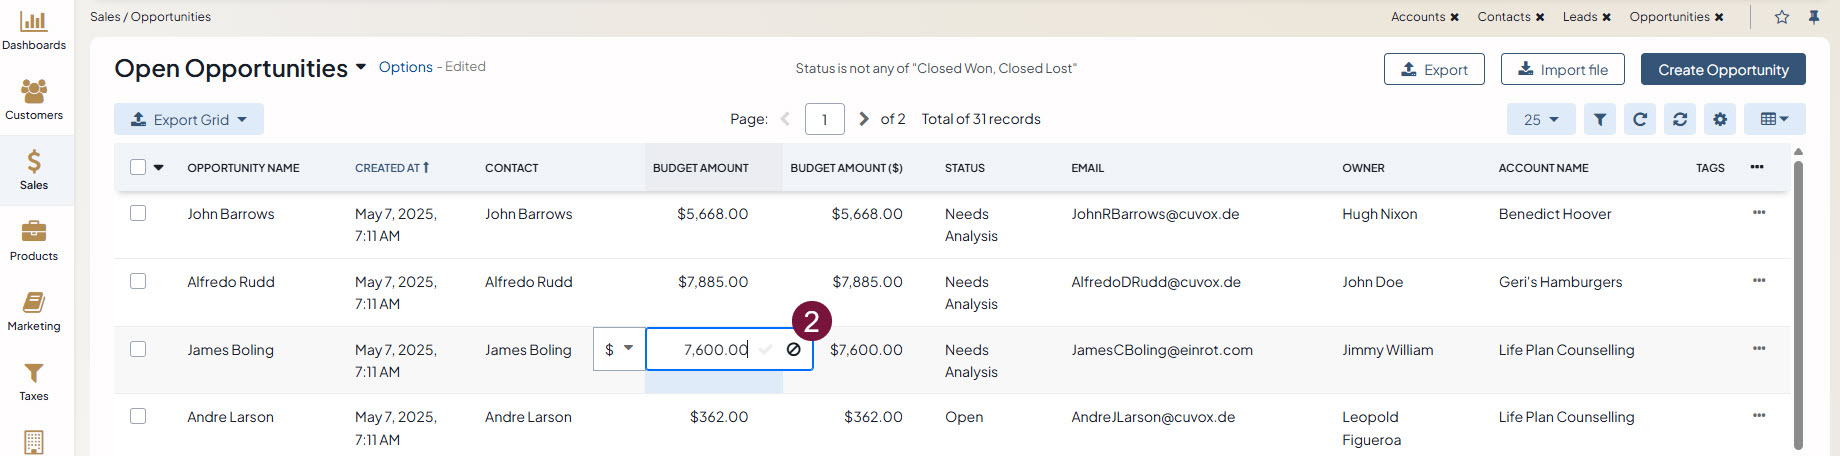 Dashboards
Customers
Sales
Products
Marketing
Taxes
Sales / Opportunities
Accounts ✖ Contacts ✖ Leads ✖ Opportunities ✖
Open Opportunities Options - Edited
Status is not any of "Closed Won, Closed Lost"
Export Import file Create Opportunity
Export Grid
Page: 1 of 2 Total of 31 records
25
OPPORTUNITY NAME CREATED AT CONTACT BUDGET AMOUNT BUDGET AMOUNT ($) STATUS EMAIL OWNER ACCOUNT NAME TAGS
John Barrows May 7, 2025, John Barrows $5,668.00 $5,668.00 Needs JohnRBarrows@cuvox.de Hugh Nixon Benedict Hoover
7:11 AM Analysis
Alfredo Rudd May 7, 2025, Alfredo Rudd $7,885.00 $7,885.00 Needs AlfredoDRudd@cuvox.de John Doe Geri's Hamburgers
7:11 AM Analysis
2
James Boling May 7, 2025, James Boling $ 7,600.00 $7,600.00 Needs JamesCBoling@einrot.com Jimmy William Life Plan Counselling
7:11 AM Analysis
Andre Larson May 7, 2025, Andre Larson $362.00 $362.00 Open AndreJLarson@cuvox.de Leopold Life Plan Counselling
7:11 AM Figueroa